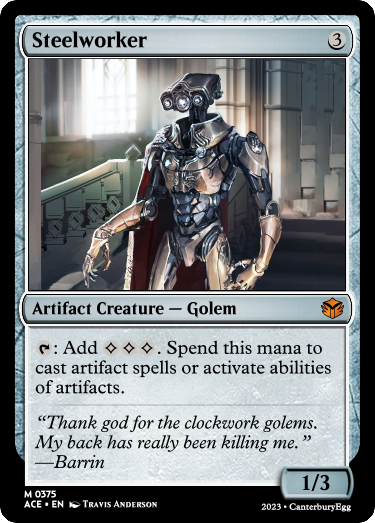 Steelworker 3
Artifact Creature — Golem
: Add . Spend this mana to
cast artifact spells or activate abilities
of artifacts.
“Thank god for the clockwork golems.
My back has really been killing me.”
—Barrin
1/3
M 0375
ACE • EN Travis Anderson
2023 • CanterburyEgg